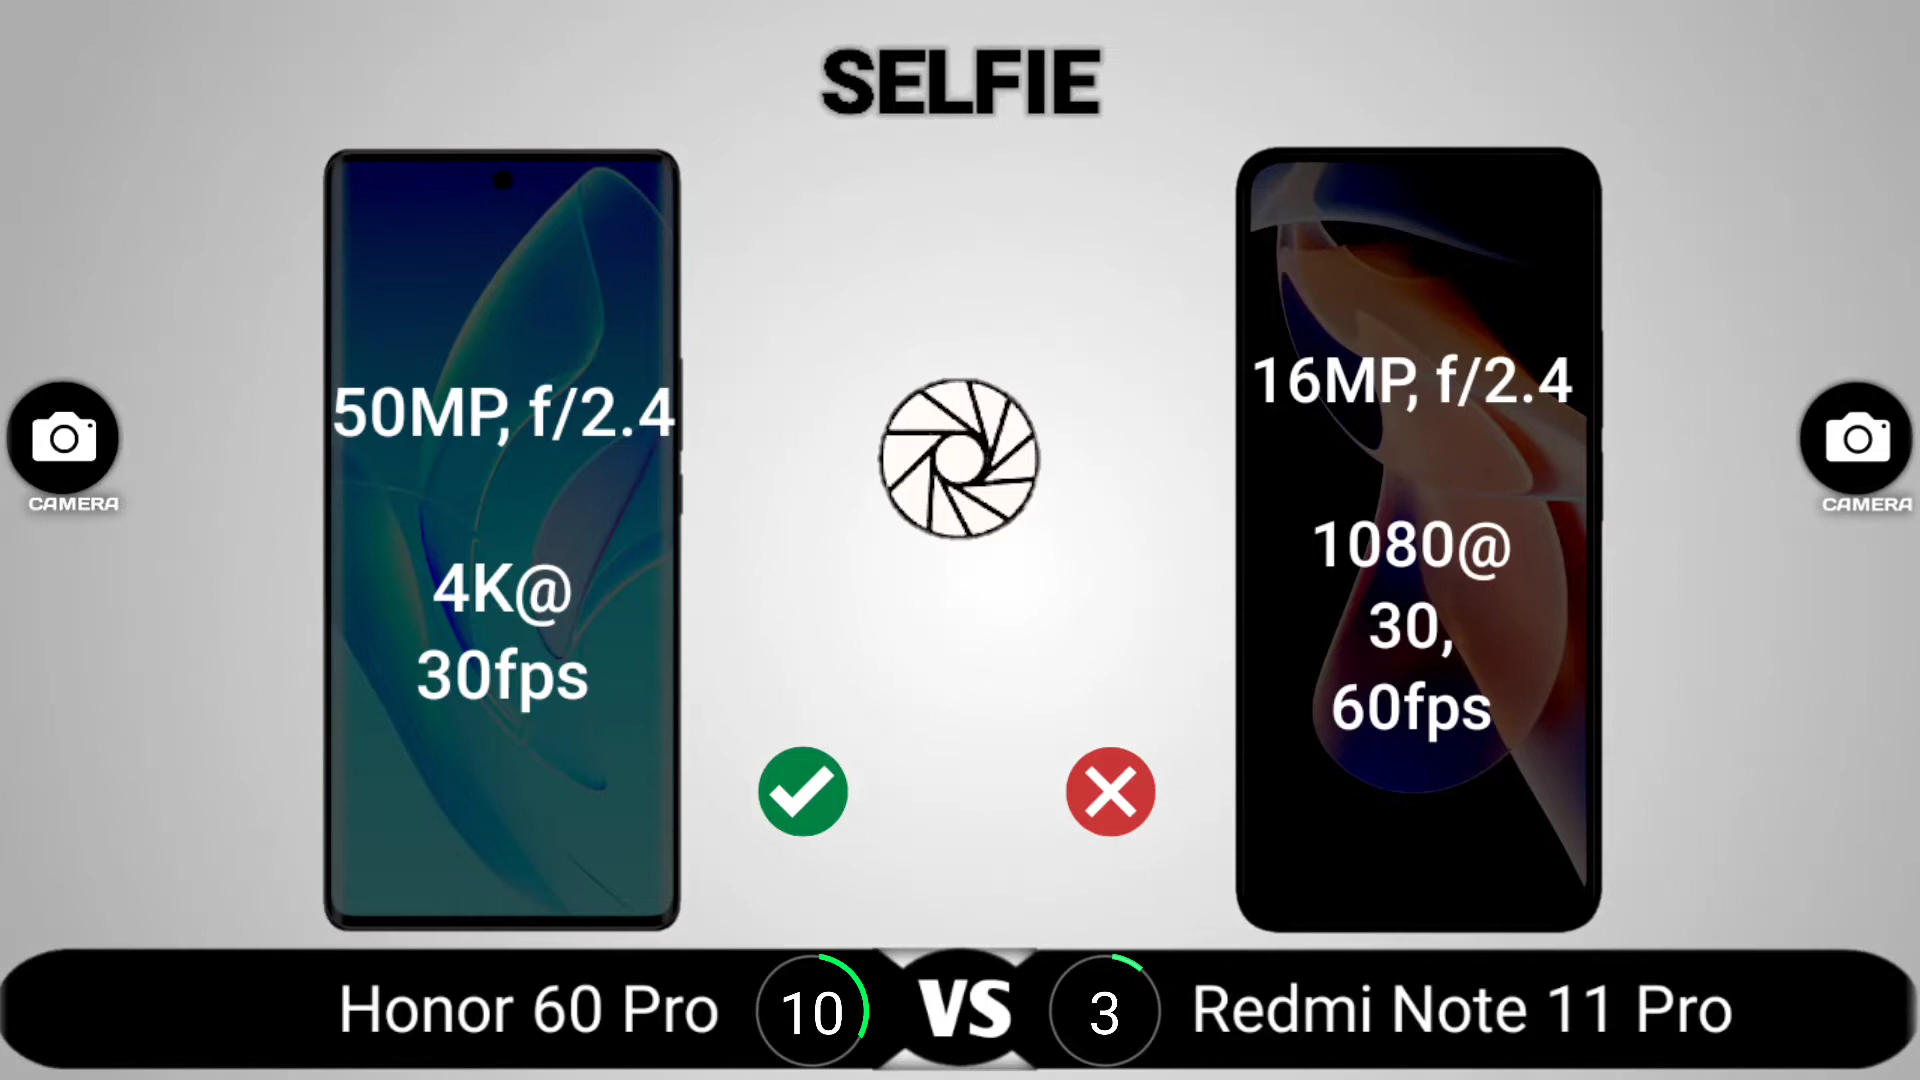 SELFIE
50MP, f/2.4
4K@
30fps
16MP, f/2.4
1080@
30,
60fps
CAMERA
CAMERA
Honor 60 Pro
10
VS
3
Redmi Note 11 Pro